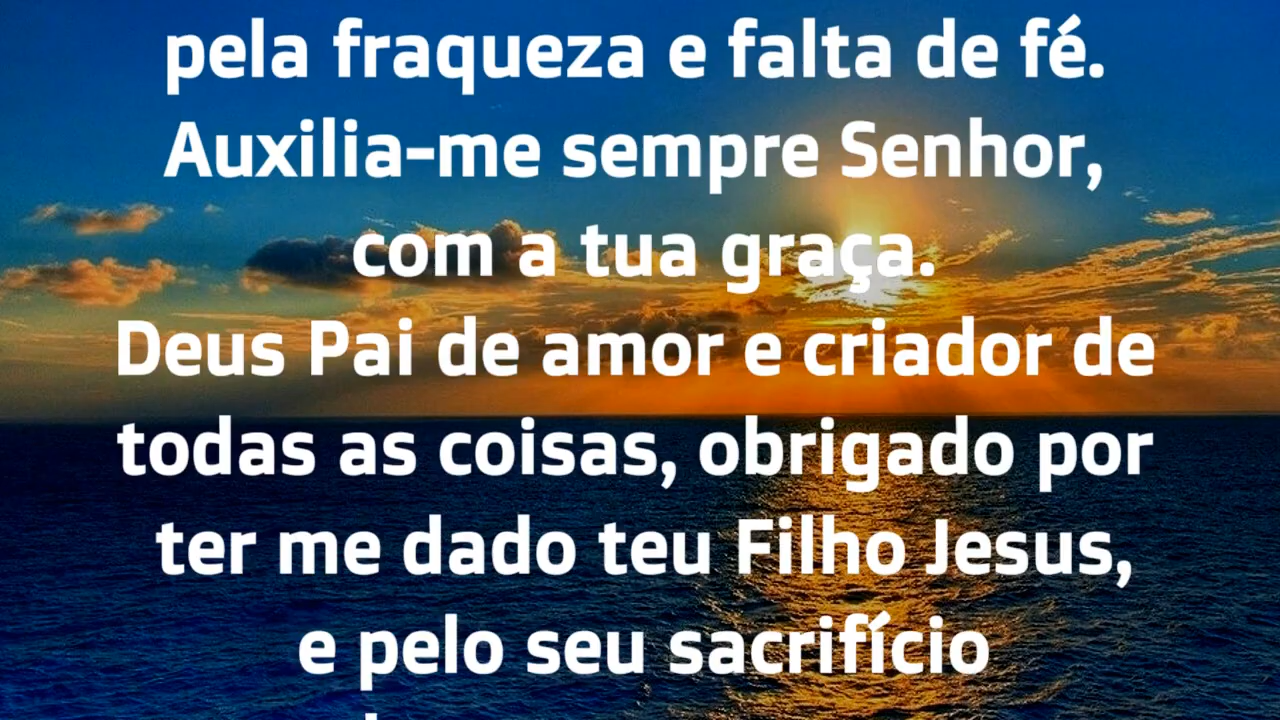 pela fraqueza e falta de fé.
Auxilia-me sempre Senhor,
com a tua graça.
Deus Pai de amor e criador de
todas as coisas, obrigado por
ter me dado teu Filho Jesus,
e pelo seu sacrifício